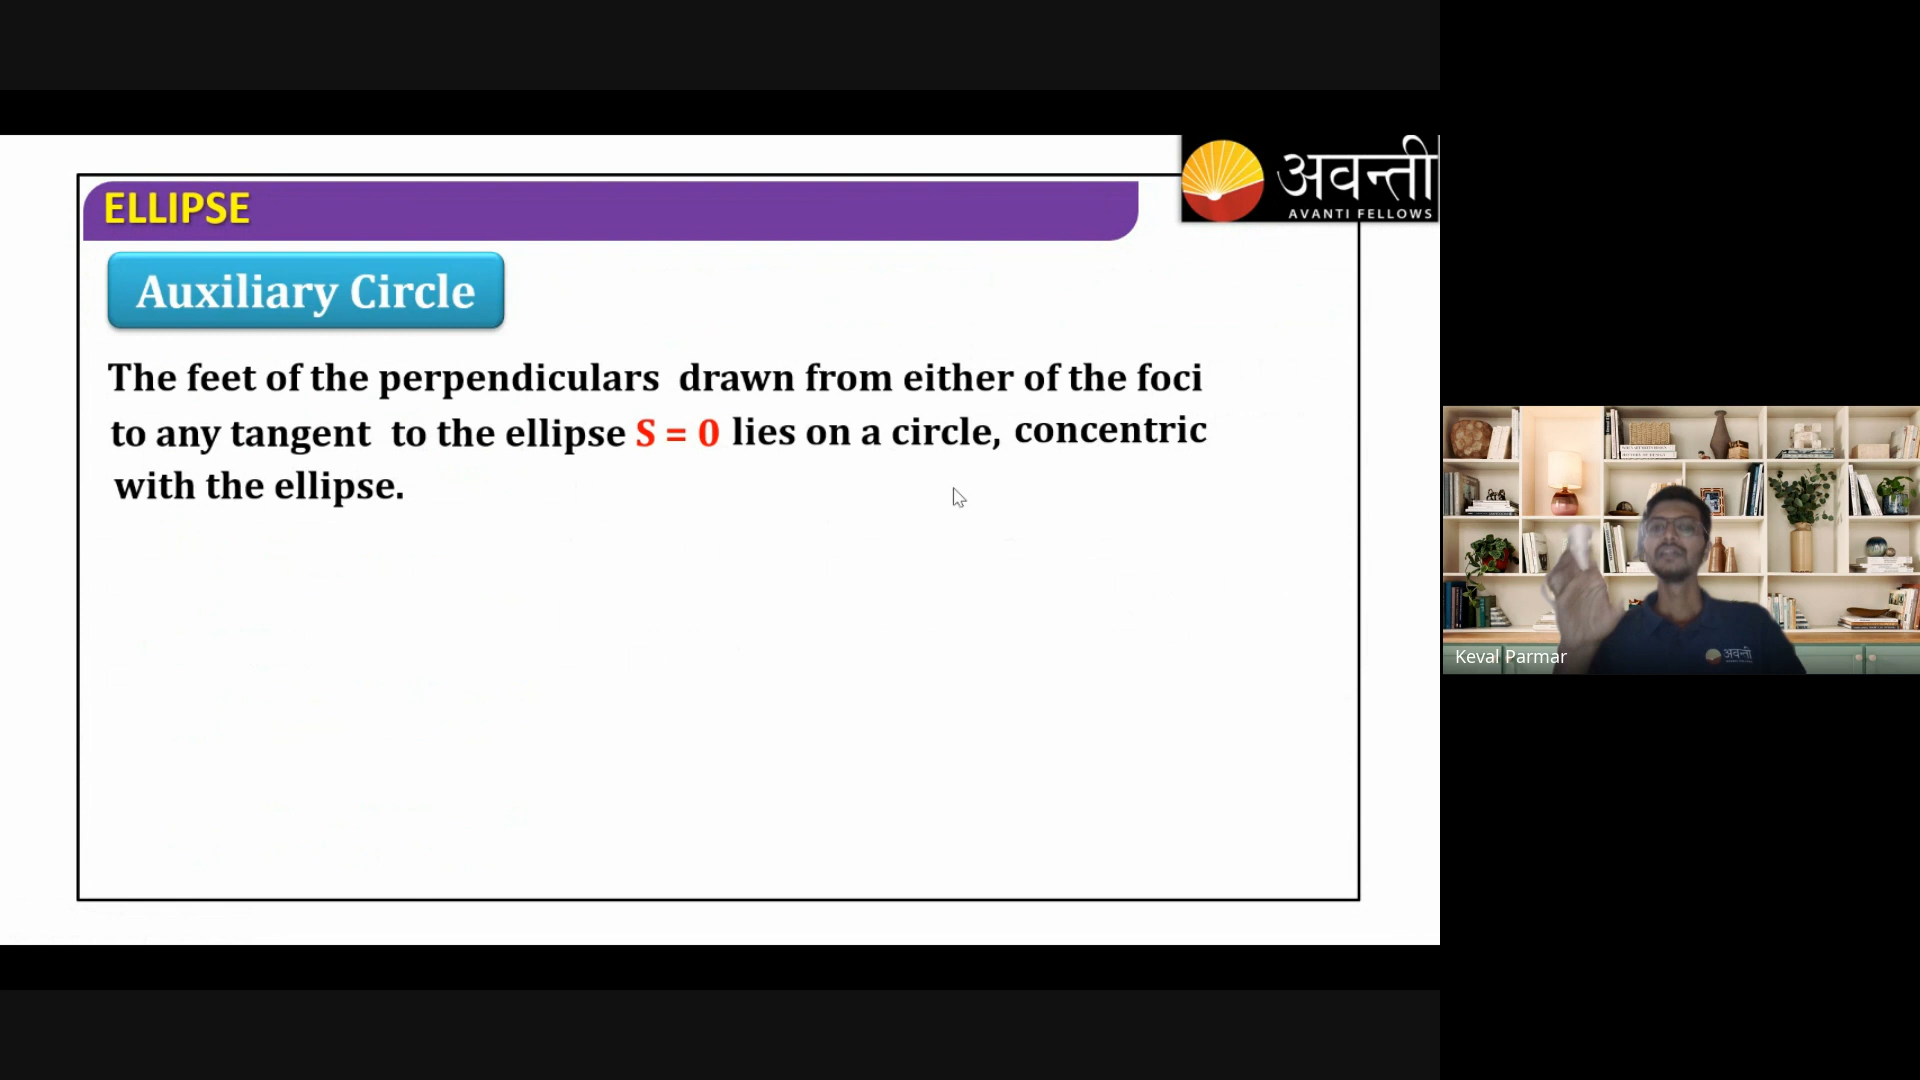 ELLIPSE
अवन्ती
AVANTI FELLOWS
Auxiliary Circle
The feet of the perpendiculars drawn from either of the foci
to any tangent to the ellipse S = 0 lies on a circle, concentric
with the ellipse.
Keval Parmar
अवन्ती